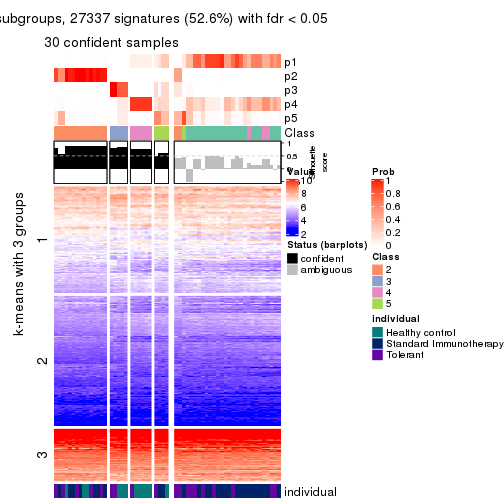 subgroups, 27337 signatures (52.6%) with fdr < 0.05
30 confident samples
p1
p2
p3
p4
p5
Class
1
0.5
0
silhouette
score
Value
10
8
6
4
2
Status (barplots)
confident
ambiguous
Prob
1
0.8
0.6
0.4
0.2
0
Class
2
3
4
5
individual
Healthy control
Standard Immunotherapy
Tolerant
k-means with 3 groups
1
2
3
individual